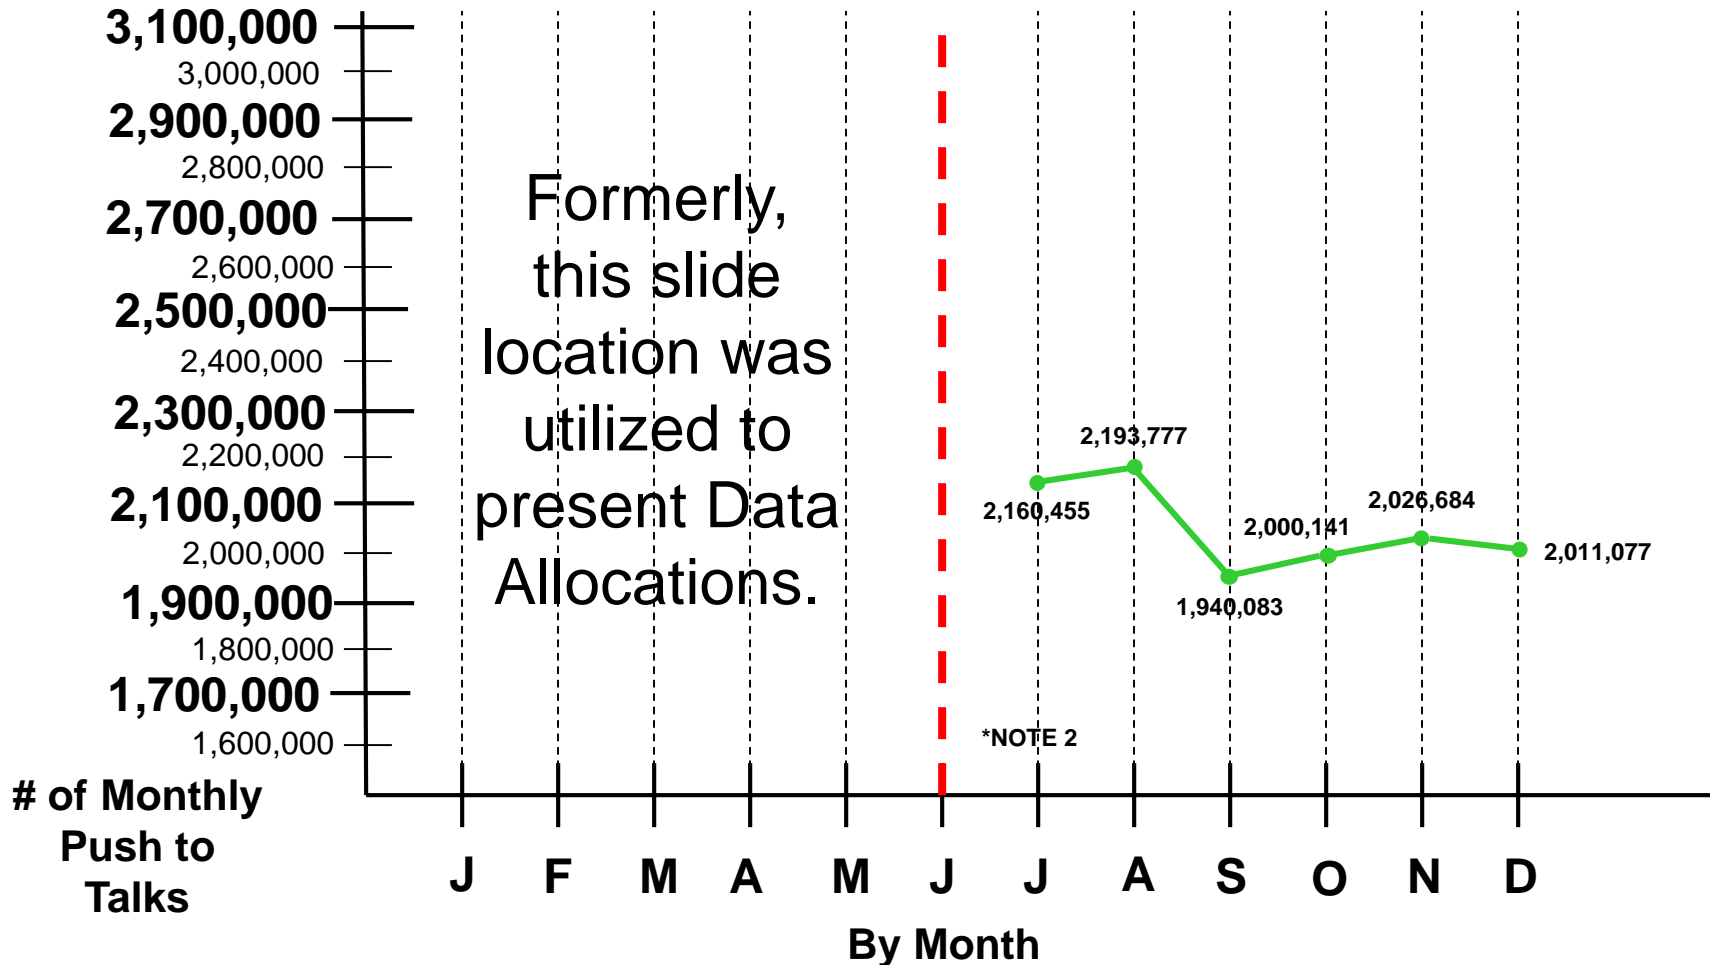 3,100,000
3,000,000
2,900,000
2,800,000
2,700,000
2,600,000
2,500,000
2,400,000
2,300,000
2,200,000
2,100,000
2,000,000
1,900,000
1,800,000
1,700,000
1,600,000
# of Monthly
Push to
Talks
Formerly,
this slide
location was
utilized to
present Data
Allocations.
2,160,455
2,193,777
1,940,083
2,000,141
2,026,684
2,011,077
*NOTE 2
J F M A M J J A S O N D
By Month